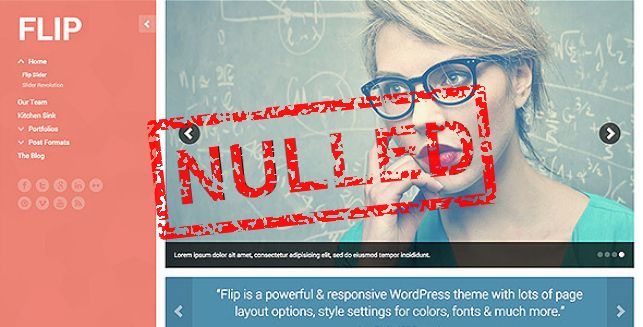 FLIP
Home
Flip Slider
Slider Revolution
Our Team
Kitchen Sink
Portfolios
Post Formats
The Blog
NULLED
Lorem ipsum dolor sit amet, consectetur adipisicing elit, sed do eiusmod tempor incididunt.
“Flip is a powerful & responsive WordPress theme with lots of page
layout options, style settings for colors, fonts & much more.”